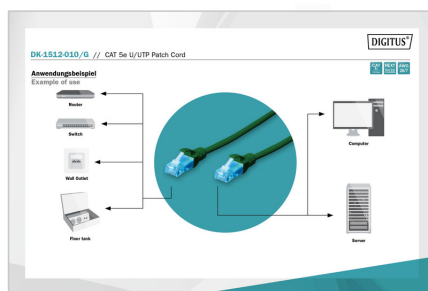 DIGITUS®
DK-1512-010/G // CAT 5e U/UTP Patch Cord
Anwendungsbeispiel
Example of use
Router
Switch
Wall Outlet
Floor tank
Computer
Server